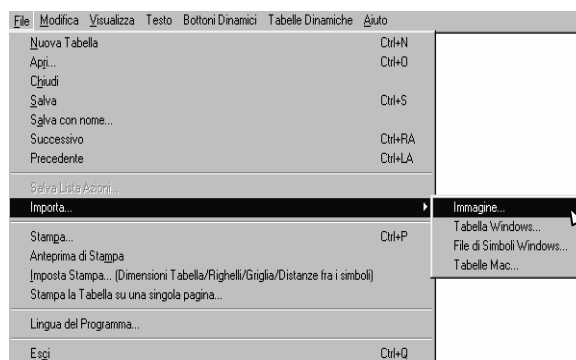 File Modifica Visualizza Testo Bottoni Dinamici Tabelle Dinamiche Aiuto
Nuova Tabella Ctrl+N
Apri... Ctrl+O
Chiudi
Salva Ctrl+S
Salva con nome...
Successivo Ctrl+RA
Precedente Ctrl+LA
Salva Lista Azioni...
Importa... Immagine...
Tabella Windows...
File di Simboli Windows...
Tabelle Mac...
Stampa... Ctrl+P
Anteprima di Stampa
Imposta Stampa... (Dimensioni Tabella/Righelli/Griglia/Distanze fra i simboli)
Stampa la Tabella su una singola pagina...
Lingua del Programma...
Esci Ctrl+Q